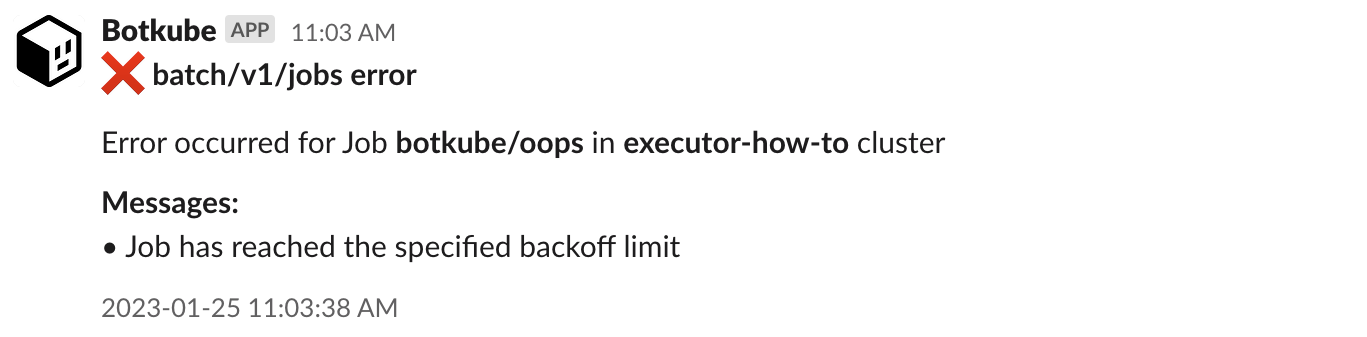 Botkube APP 11:03 AM
❌ batch/v1/jobs error
Error occurred for Job botkube/oops in executor-how-to cluster
Messages:
• Job has reached the specified backoff limit
2023-01-25 11:03:38 AM